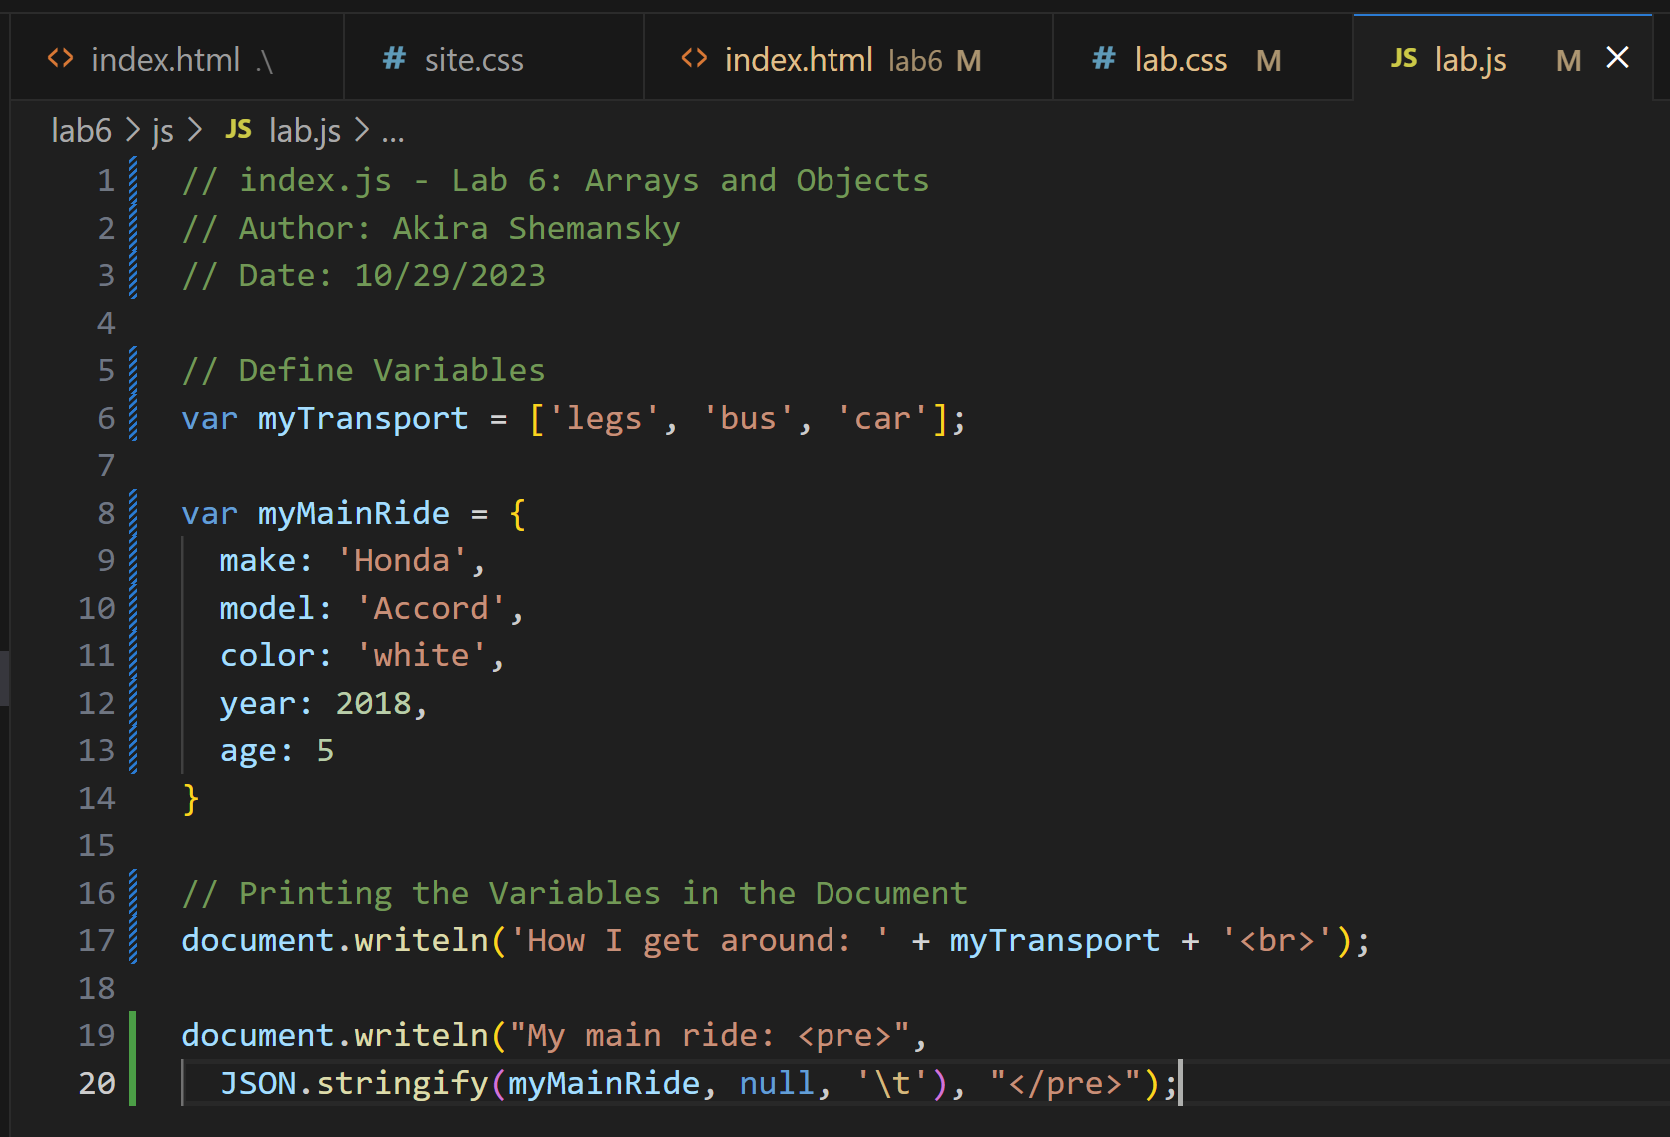 <> index.html .\ # site.css <> index.html lab6 M # lab.css M JS lab.js M ×
lab6 > js > JS lab.js > ...
1 // index.js - Lab 6: Arrays and Objects
2 // Author: Akira Shemansky
3 // Date: 10/29/2023
4
5 // Define Variables
6 var myTransport = ['legs', 'bus', 'car'];
7
8 var myMainRide = {
9   make: 'Honda',
10   model: 'Accord',
11   color: 'white',
12   year: 2018,
13   age: 5
14 }
15
16 // Printing the Variables in the Document
17 document.writeln('How I get around: ' + myTransport + '<br>');
18
19 document.writeln("My main ride: <pre>",
20   JSON.stringify(myMainRide, null, '\t'), "</pre>");